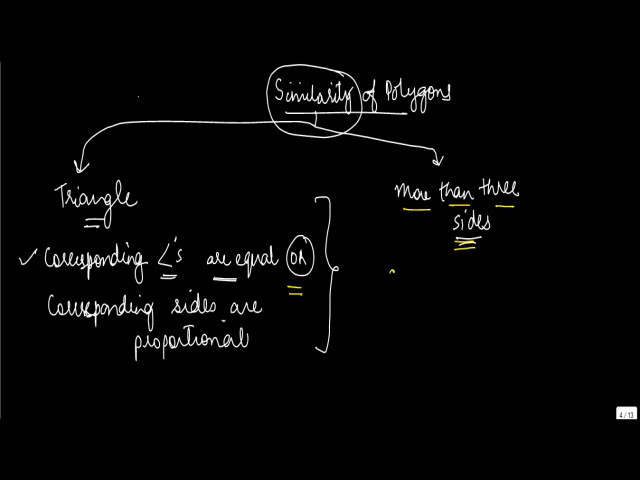 Similarity of Polygons
Triangle
More than three
sides
✓ Corresponding ∠'s are equal OR
Corresponding sides are
proportional
4 / 13